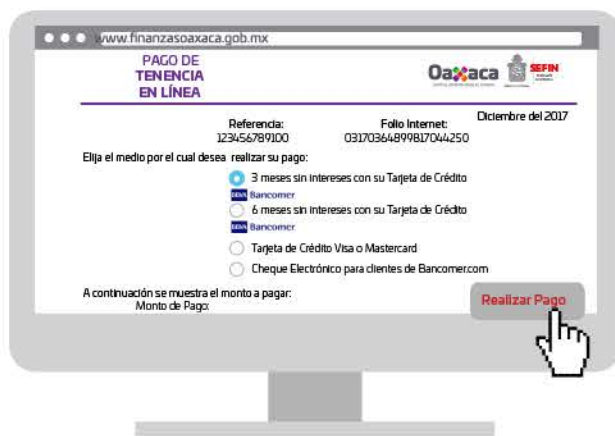 www.finanzasoaxaca.gob.mx
PAGO DE
TENENCIA
EN LÍNEA
Oaxaca
SEFIN
Diciembre del 2017
Referencia:
Folio Internet:
123456789100
03170364899817044250
Elija el medio por el cual desea realizar su pago:
3 meses sin intereses con su Tarjeta de Crédito
BBVA Bancomer
6 meses sin intereses con su Tarjeta de Crédito
BBVA Bancomer
Tarjeta de Crédito Visa o Mastercard
Cheque Electrónico para clientes de Bancomer.com
A continuación se muestra el monto a pagar:
Monto de Pago:
Realizar Pago